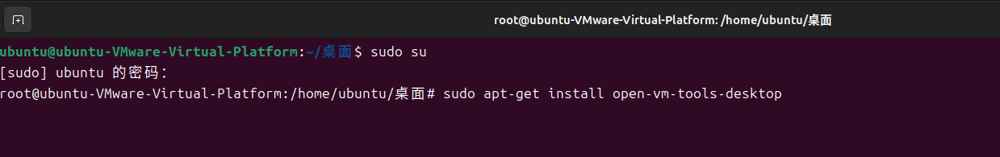 root@ubuntu-VMware-Virtual-Platform: /home/ubuntu/桌面
ubuntu@ubuntu-VMware-Virtual-Platform:~/桌面$ sudo su
[sudo] ubuntu 的密码：
root@ubuntu-VMware-Virtual-Platform:/home/ubuntu/桌面# sudo apt-get install open-vm-tools-desktop